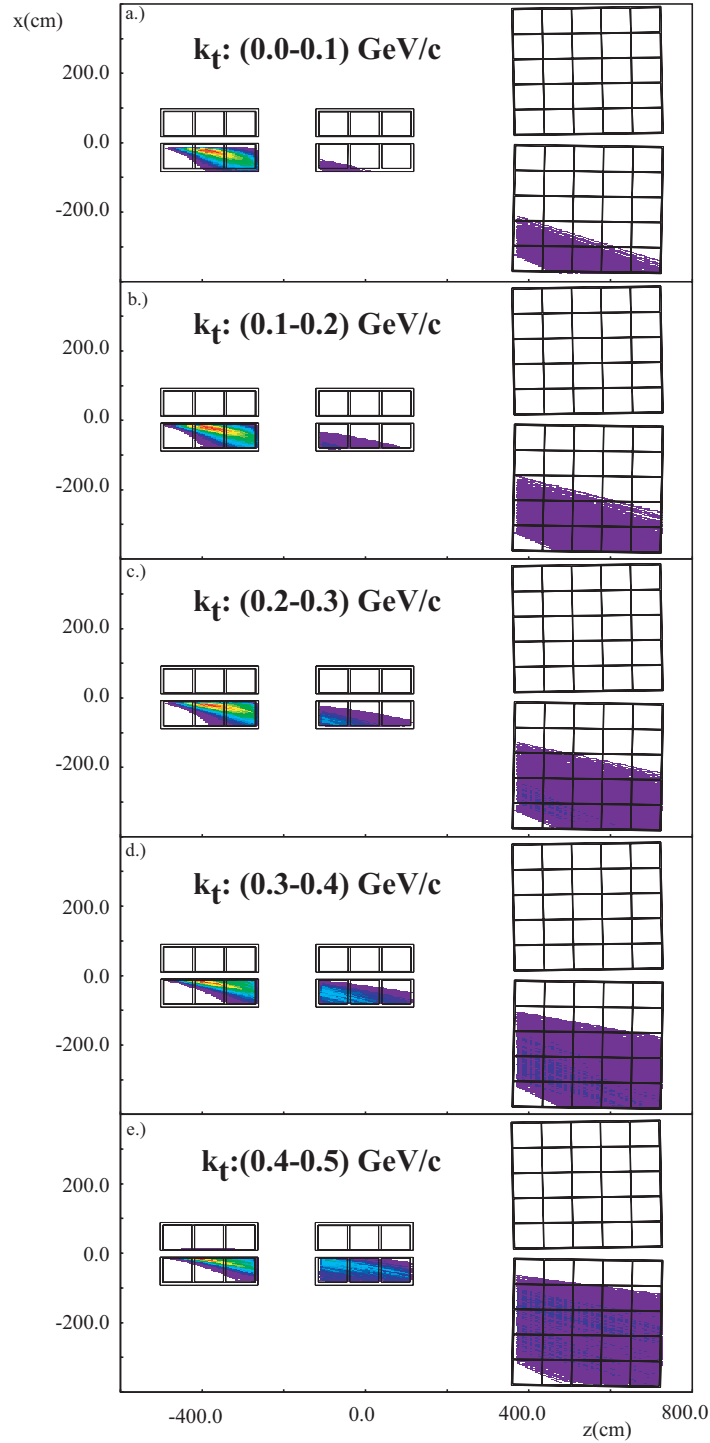 x(cm)
a.)
k_t: (0.0-0.1) GeV/c
200.0
0.0
-200.0
b.)
k_t: (0.1-0.2) GeV/c
200.0
0.0
-200.0
c.)
k_t: (0.2-0.3) GeV/c
200.0
0.0
-200.0
d.)
k_t: (0.3-0.4) GeV/c
200.0
0.0
-200.0
e.)
k_t:(0.4-0.5) GeV/c
200.0
0.0
-200.0
-400.0 0.0 400.0 800.0
z(cm)